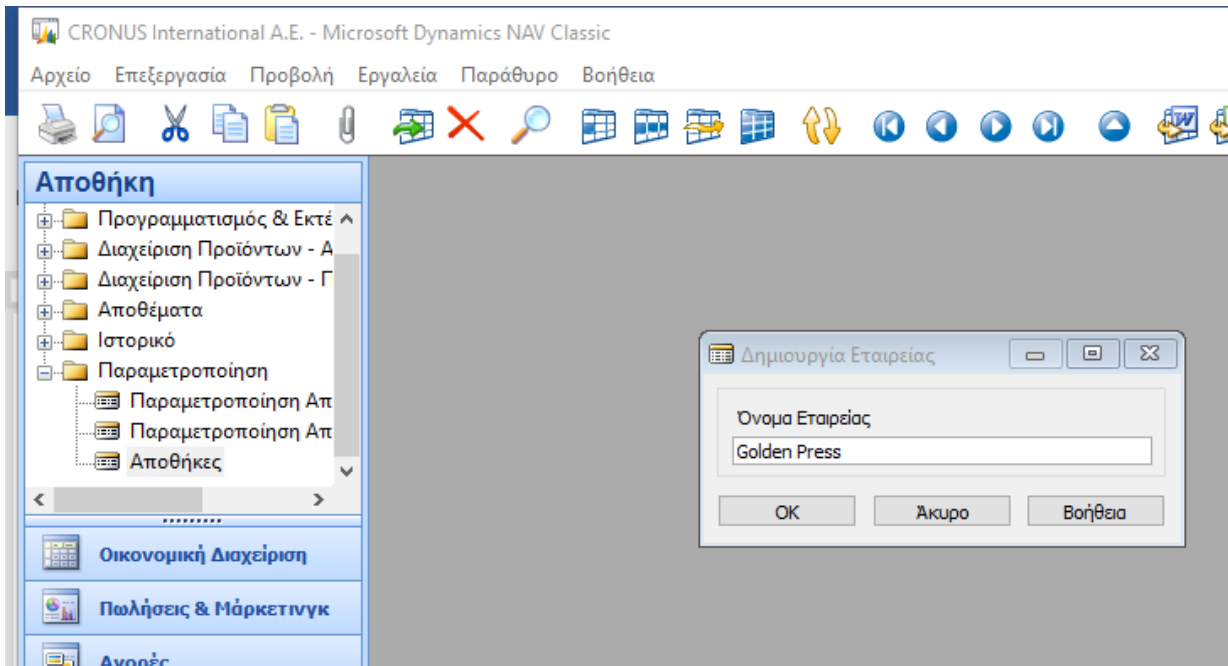 CRONUS International A.E. - Microsoft Dynamics NAV Classic
Αρχείο Επεξεργασία Προβολή Εργαλεία Παράθυρο Βοήθεια
Αποθήκη
Προγραμματισμός & Εκτέ
Διαχείριση Προϊόντων - Α
Διαχείριση Προϊόντων - Γ
Αποθέματα
Ιστορικό
Παραμετροποίηση
Παραμετροποίηση Απ
Παραμετροποίηση Απ
Αποθήκες
Οικονομική Διαχείριση
Πωλήσεις & Μάρκετινγκ
Αγορές
Δημιουργία Εταιρείας
Όνομα Εταιρείας
Golden Press
OK Άκυρο Βοήθεια